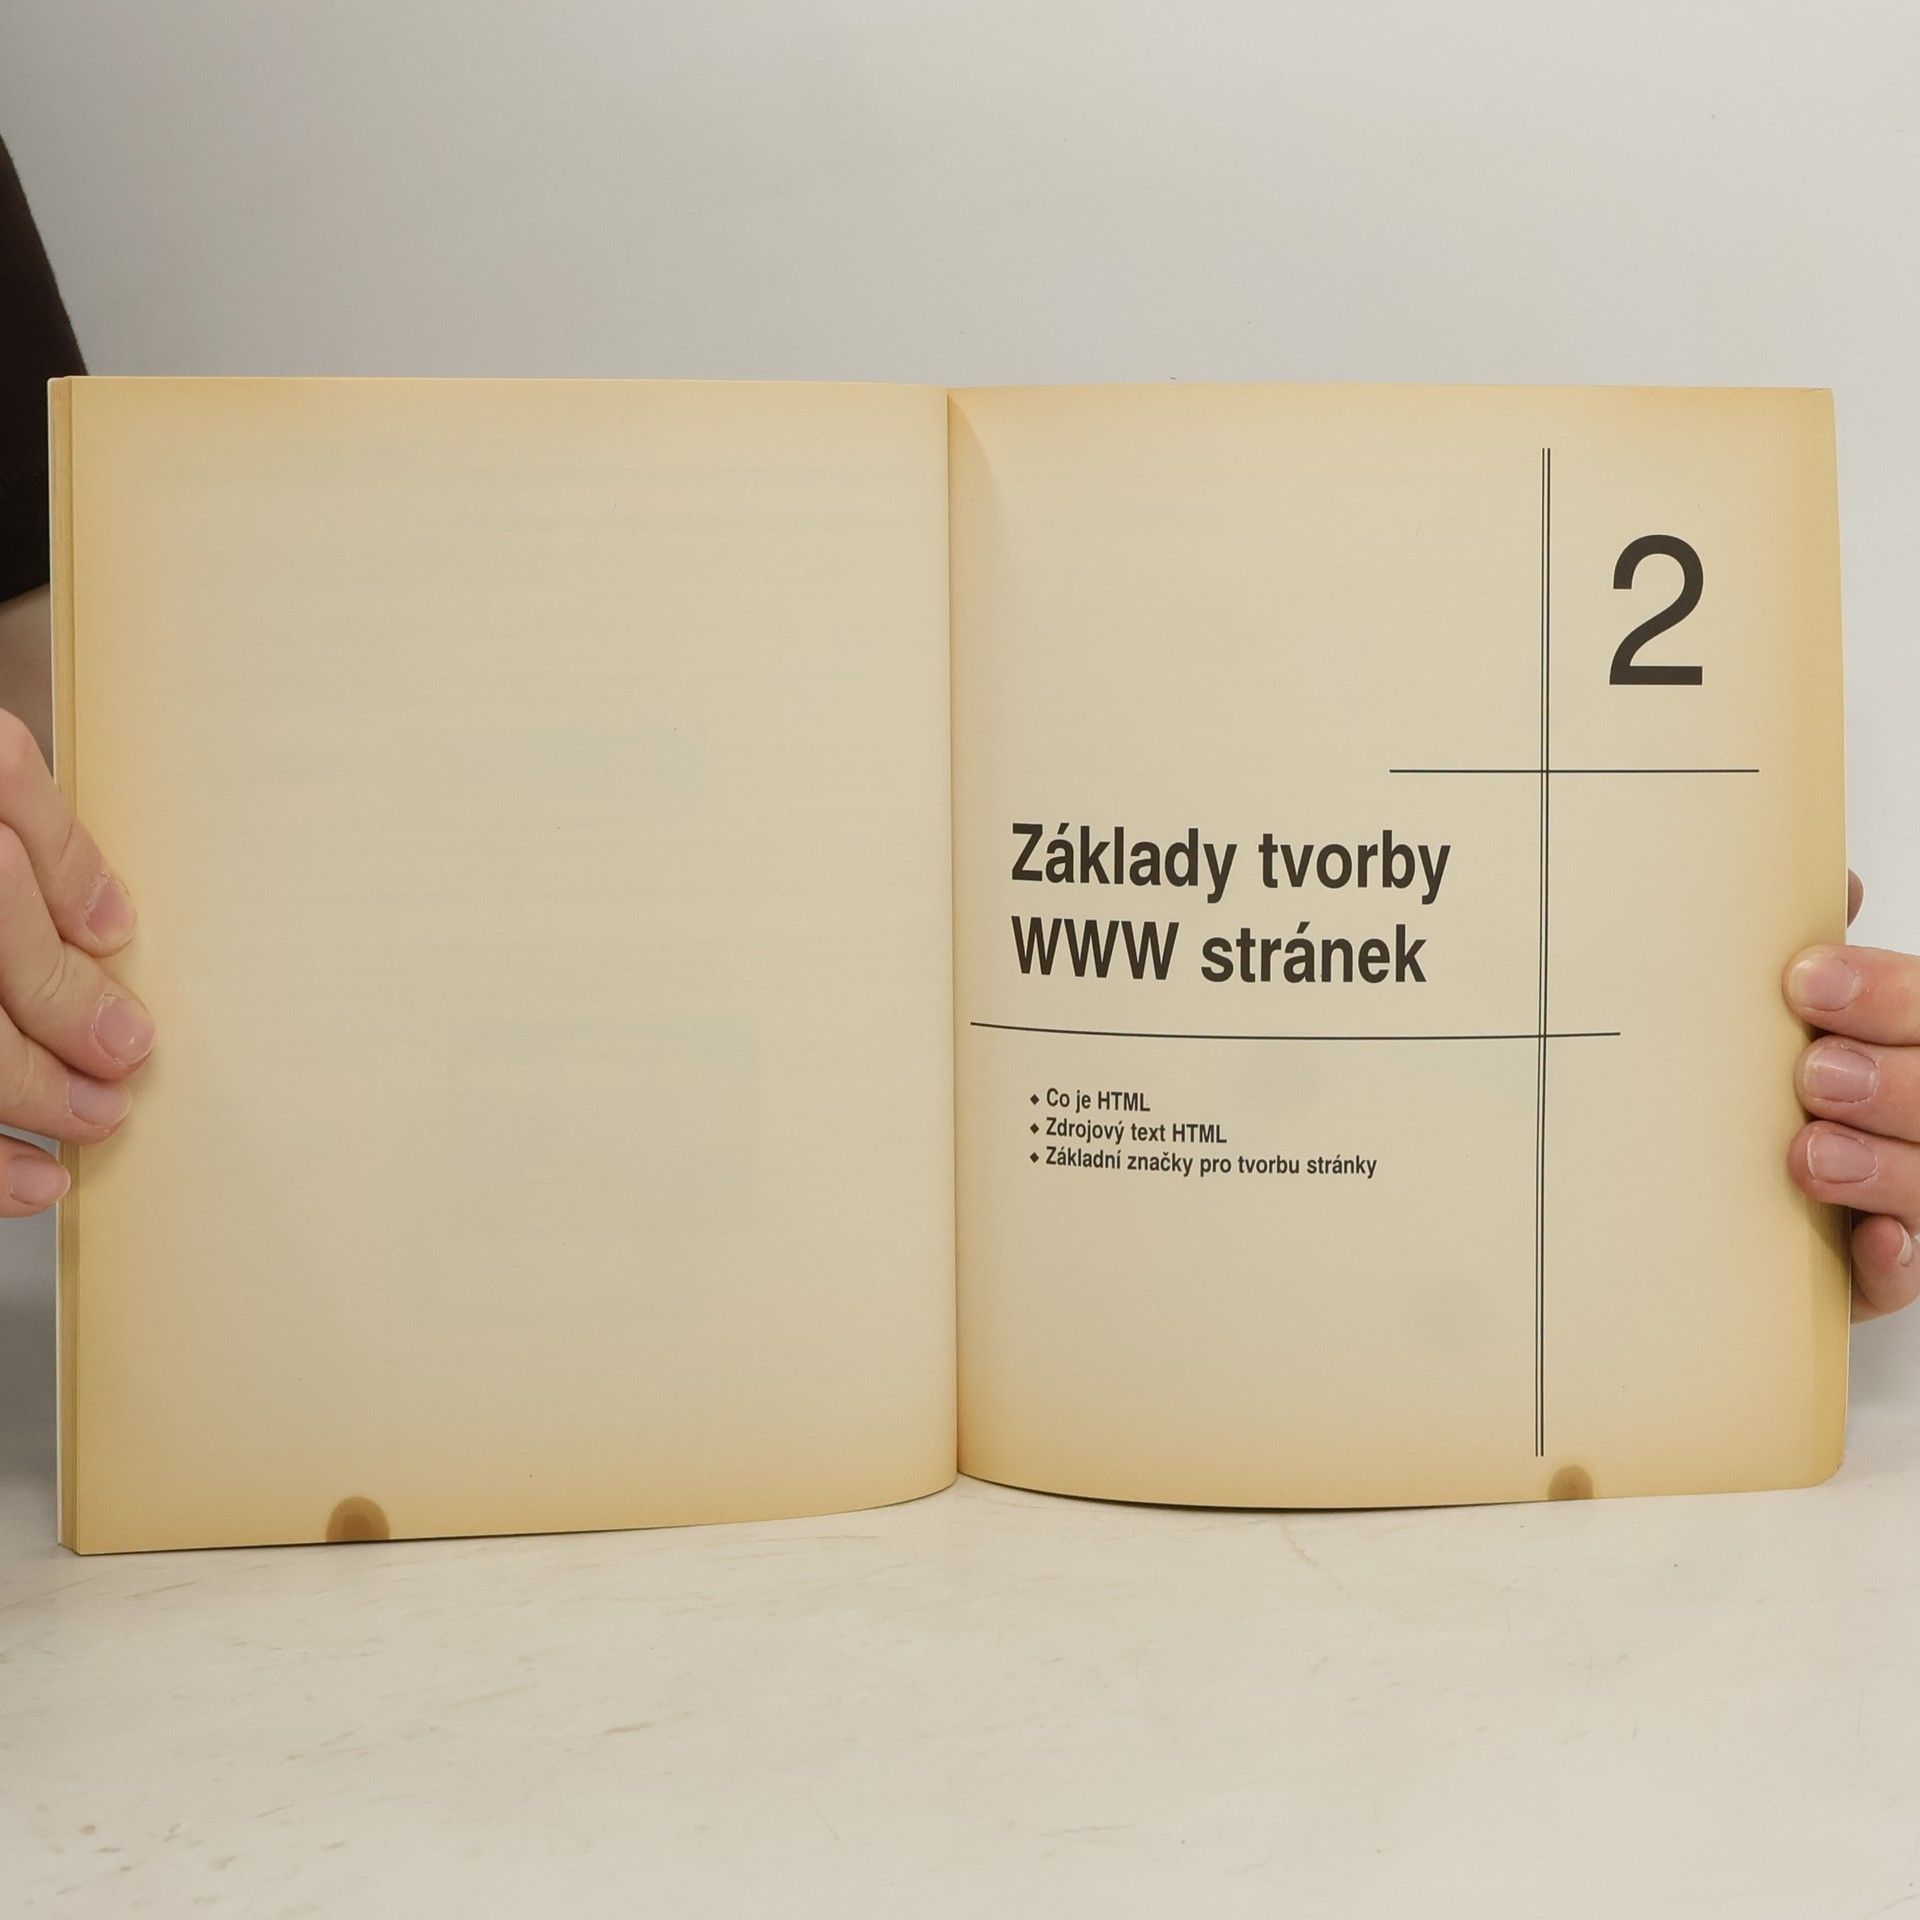 2
Základy tvorby
WWW stránek
◆ Co je HTML
◆ Zdrojový text HTML
◆ Základní značky pro tvorbu stránky